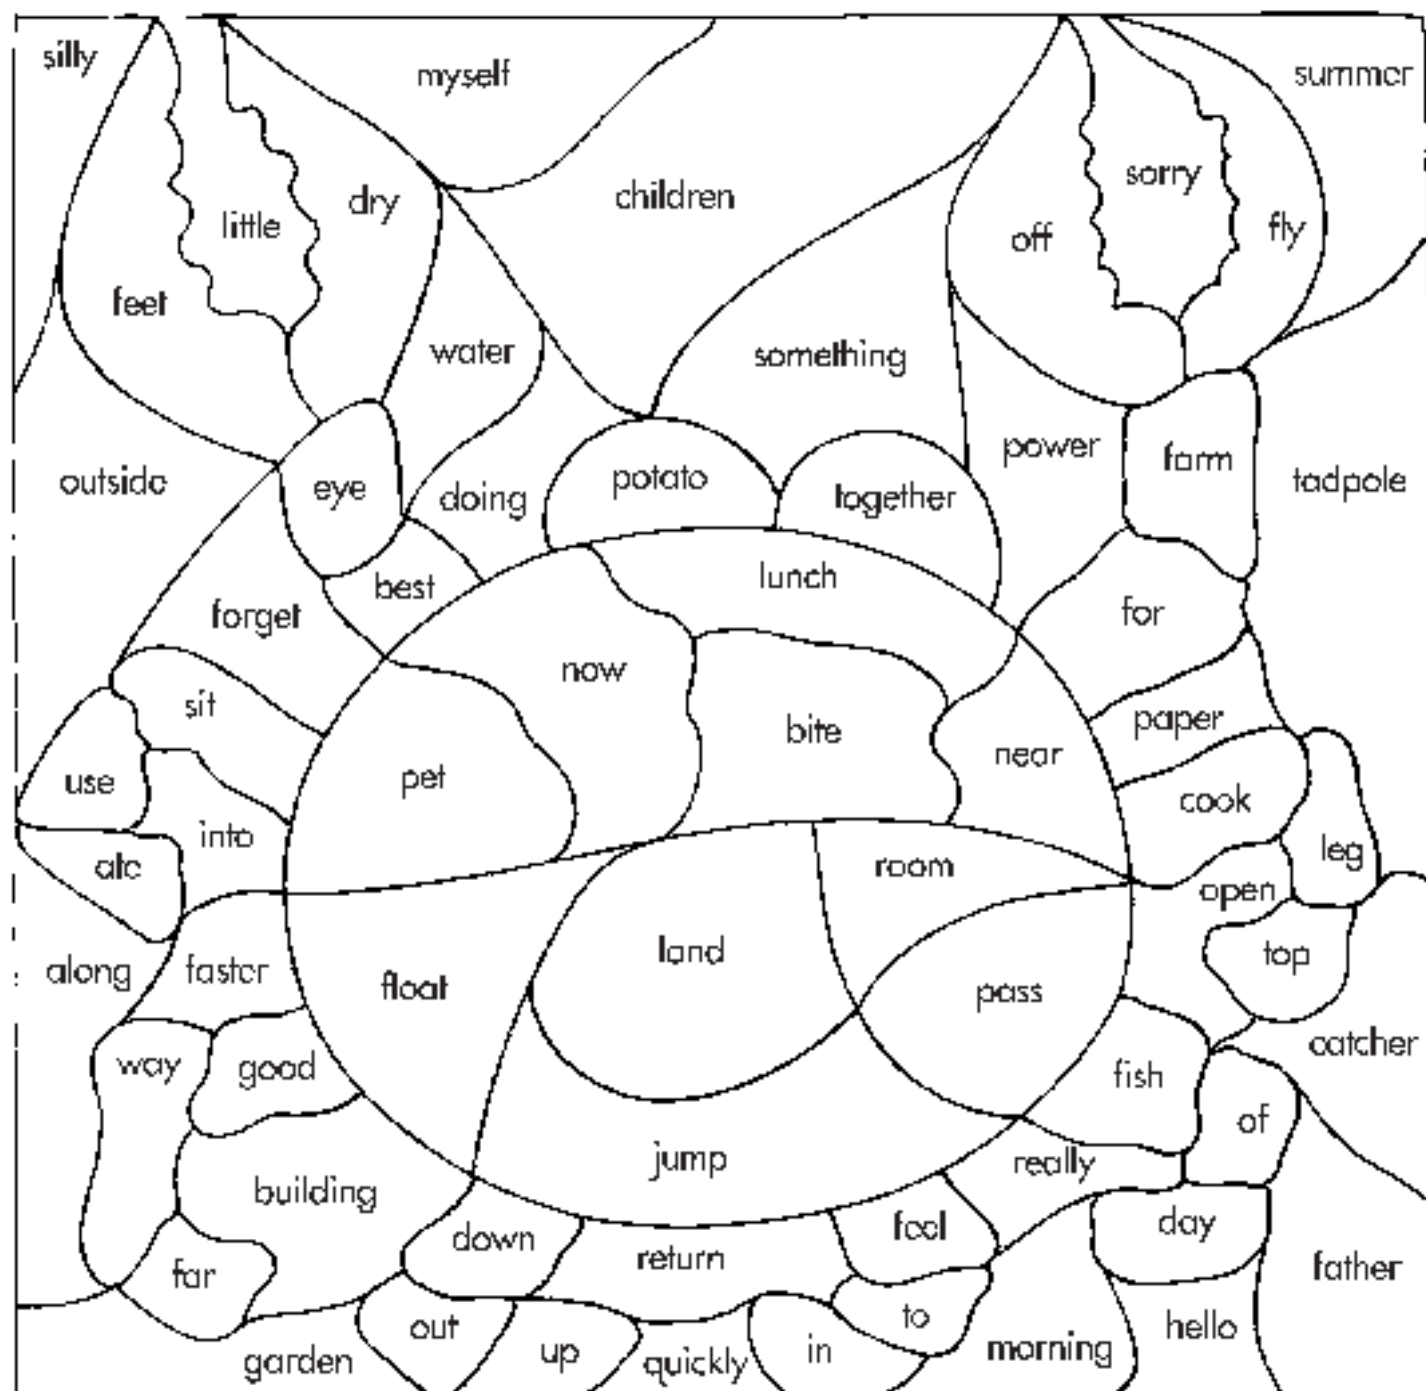 silly
myself
summer
children
sorry
dry
little
off
fly
feet
water
something
power
farm
outside
eye
doing
potato
together
tadpole
best
lunch
forget
for
now
sit
bite
paper
near
use
pet
cook
into
ate
room
leg
open
land
top
along
faster
float
pass
catcher
way
good
fish
of
jump
really
building
down
feel
day
far
return
father
out
to
hello
garden
up
quickly
in
morning